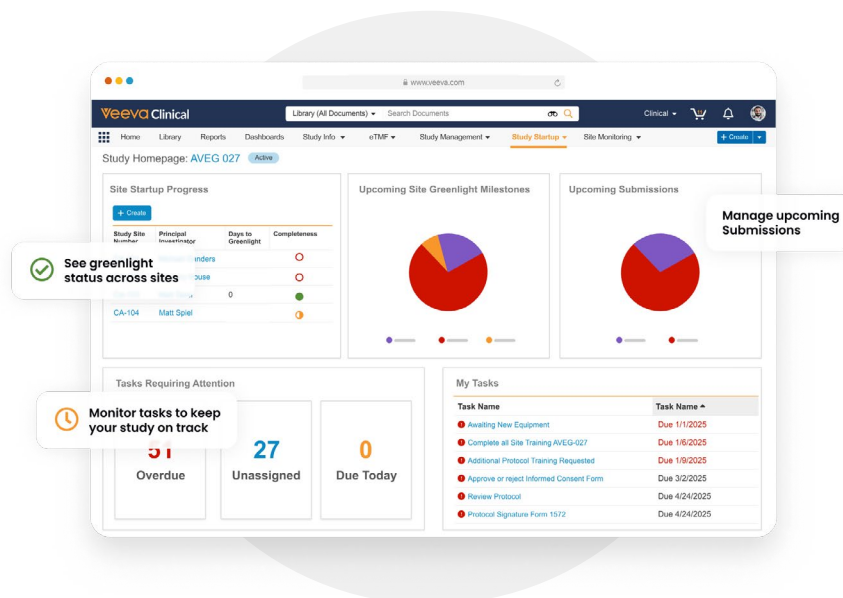 www.veeva.com
Veeva Clinical
Library (All Documents)
Search Documents
Clinical
Home
Library
Reports
Dashboards
Study Info
eTMF
Study Management
Study Startup
Site Monitoring
+ Create
Study Homepage: AVEG 027
Active
Site Startup Progress
+ Create
Study Site Number
Principal Investigator
Days to Greenlight
Completeness
0
CA-104
Matt Spiel
See greenlight
status across sites
Upcoming Site Greenlight Milestones
Upcoming Submissions
Manage upcoming
Submissions
Tasks Requiring Attention
Monitor tasks to keep
your study on track
51
Overdue
27
Unassigned
0
Due Today
My Tasks
Task Name
Task Name
Awaiting New Equipment
Due 1/1/2025
Complete all Site Training AVEG-027
Due 1/6/2025
Additional Protocol Training Requested
Due 1/9/2025
Approve or reject Informed Consent Form
Due 3/2/2025
Review Protocol
Due 4/24/2025
Protocol Signature Form 1572
Due 4/24/2025